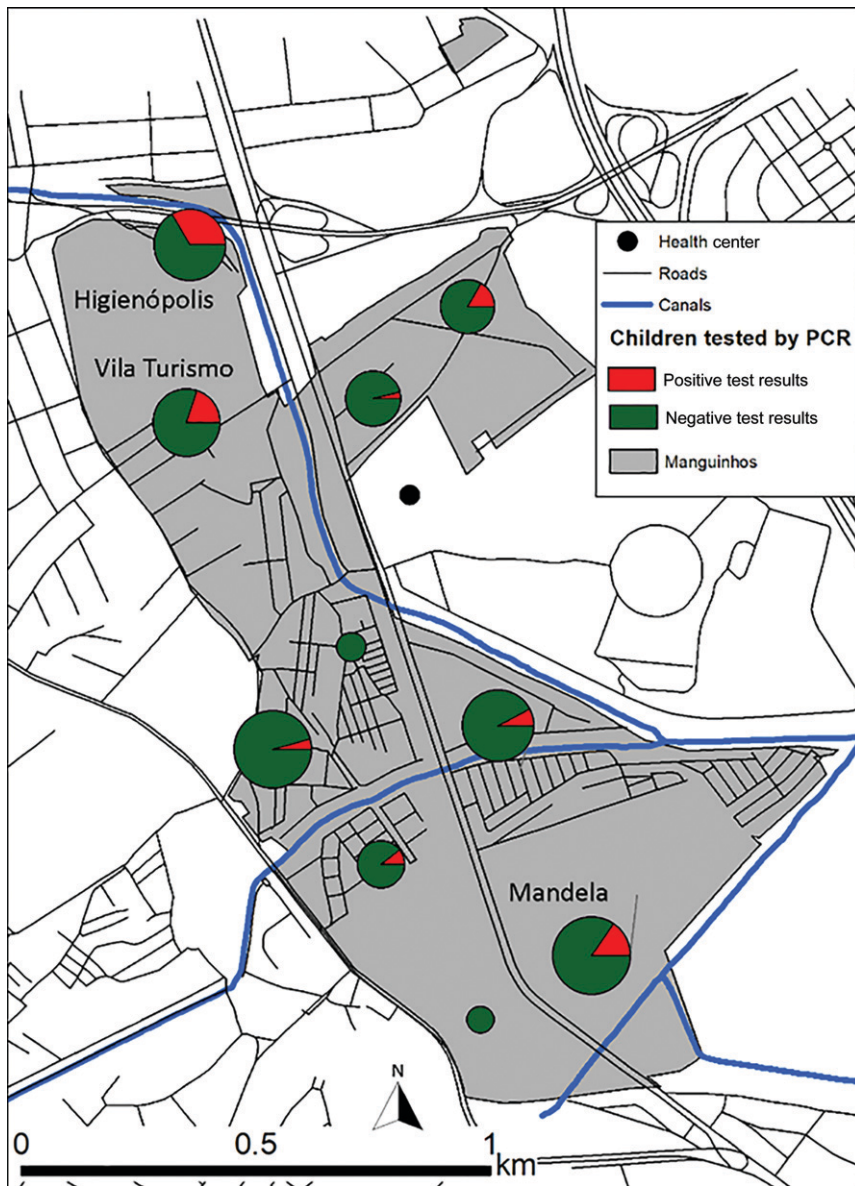 Health center
Roads
Canals
Children tested by PCR
Positive test results
Negative test results
Manguinhos
Higienópolis
Vila Turismo
Mandela
N
0 0.5 1
km